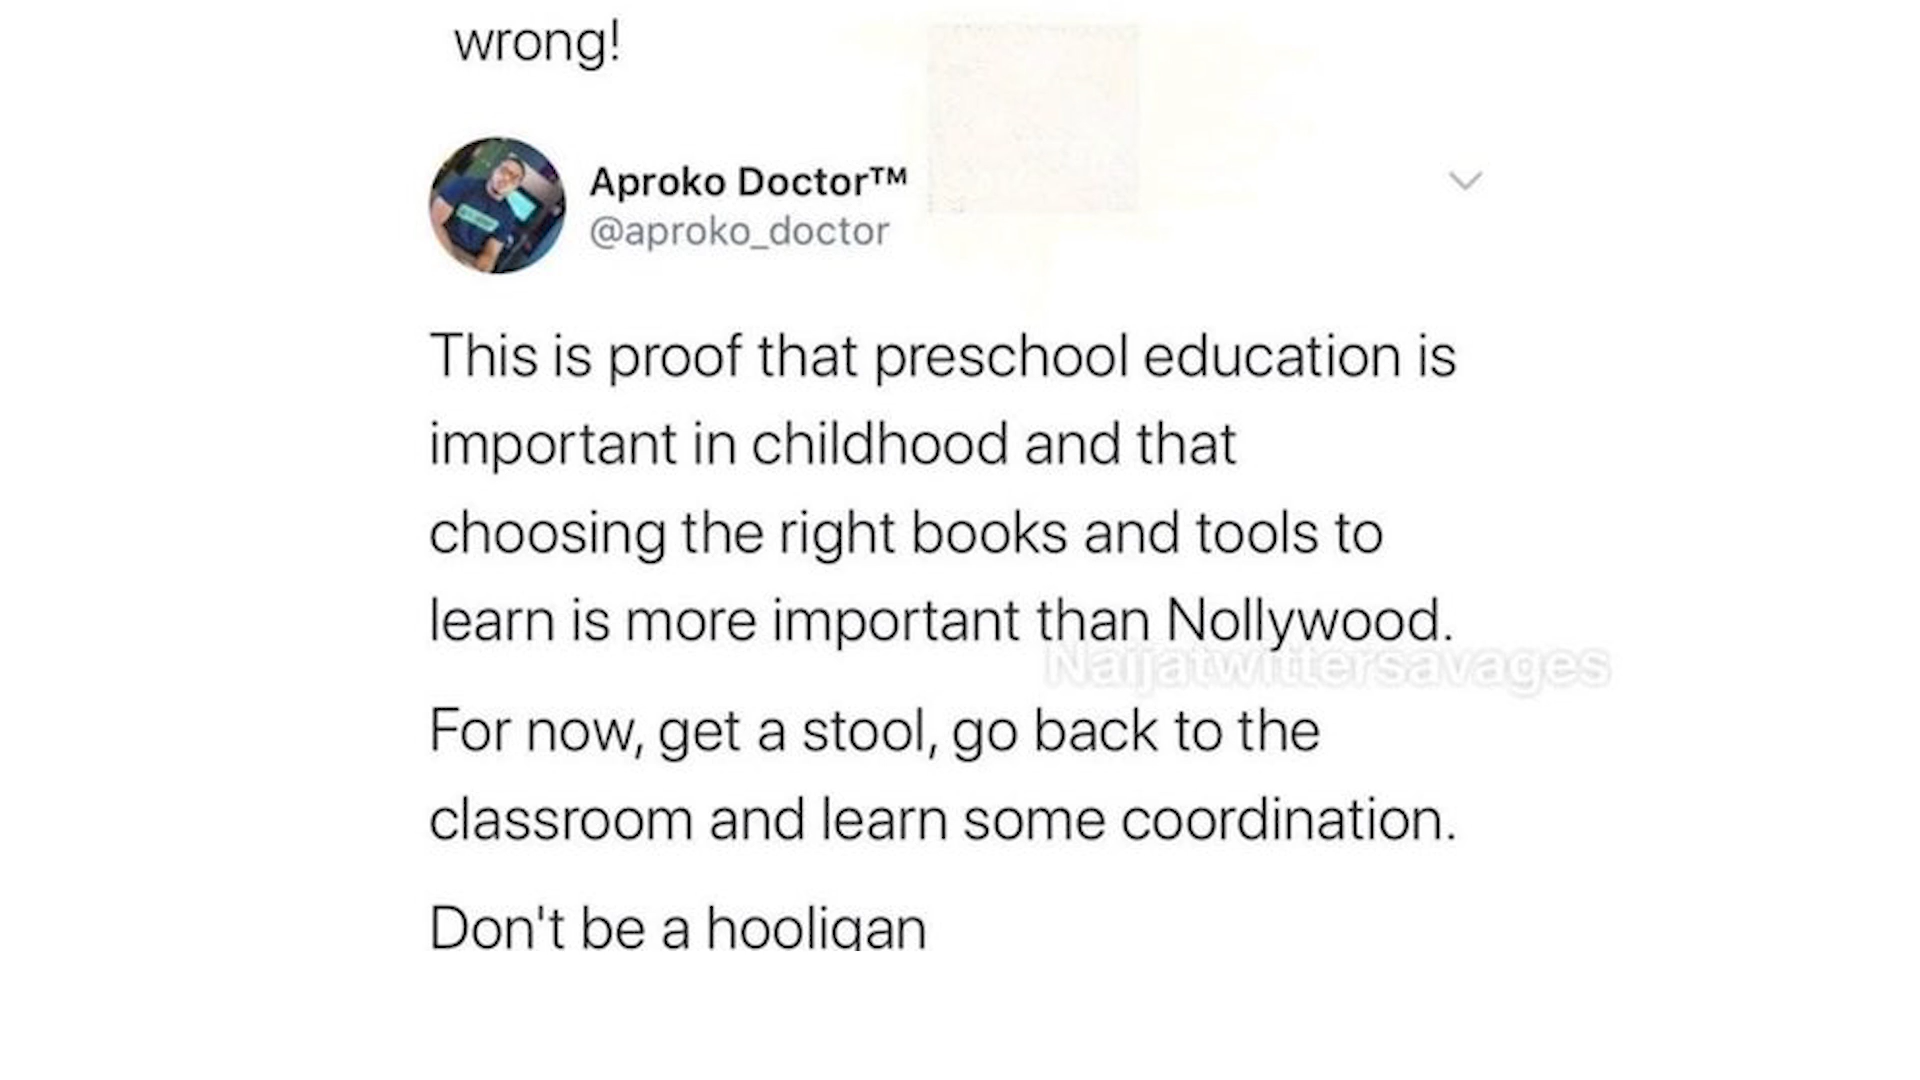 wrong!
Aproko Doctor™
@aproko_doctor
This is proof that preschool education is
important in childhood and that
choosing the right books and tools to
learn is more important than Nollywood.
Naijatwittersavages
For now, get a stool, go back to the
classroom and learn some coordination.
Don't be a hooligan